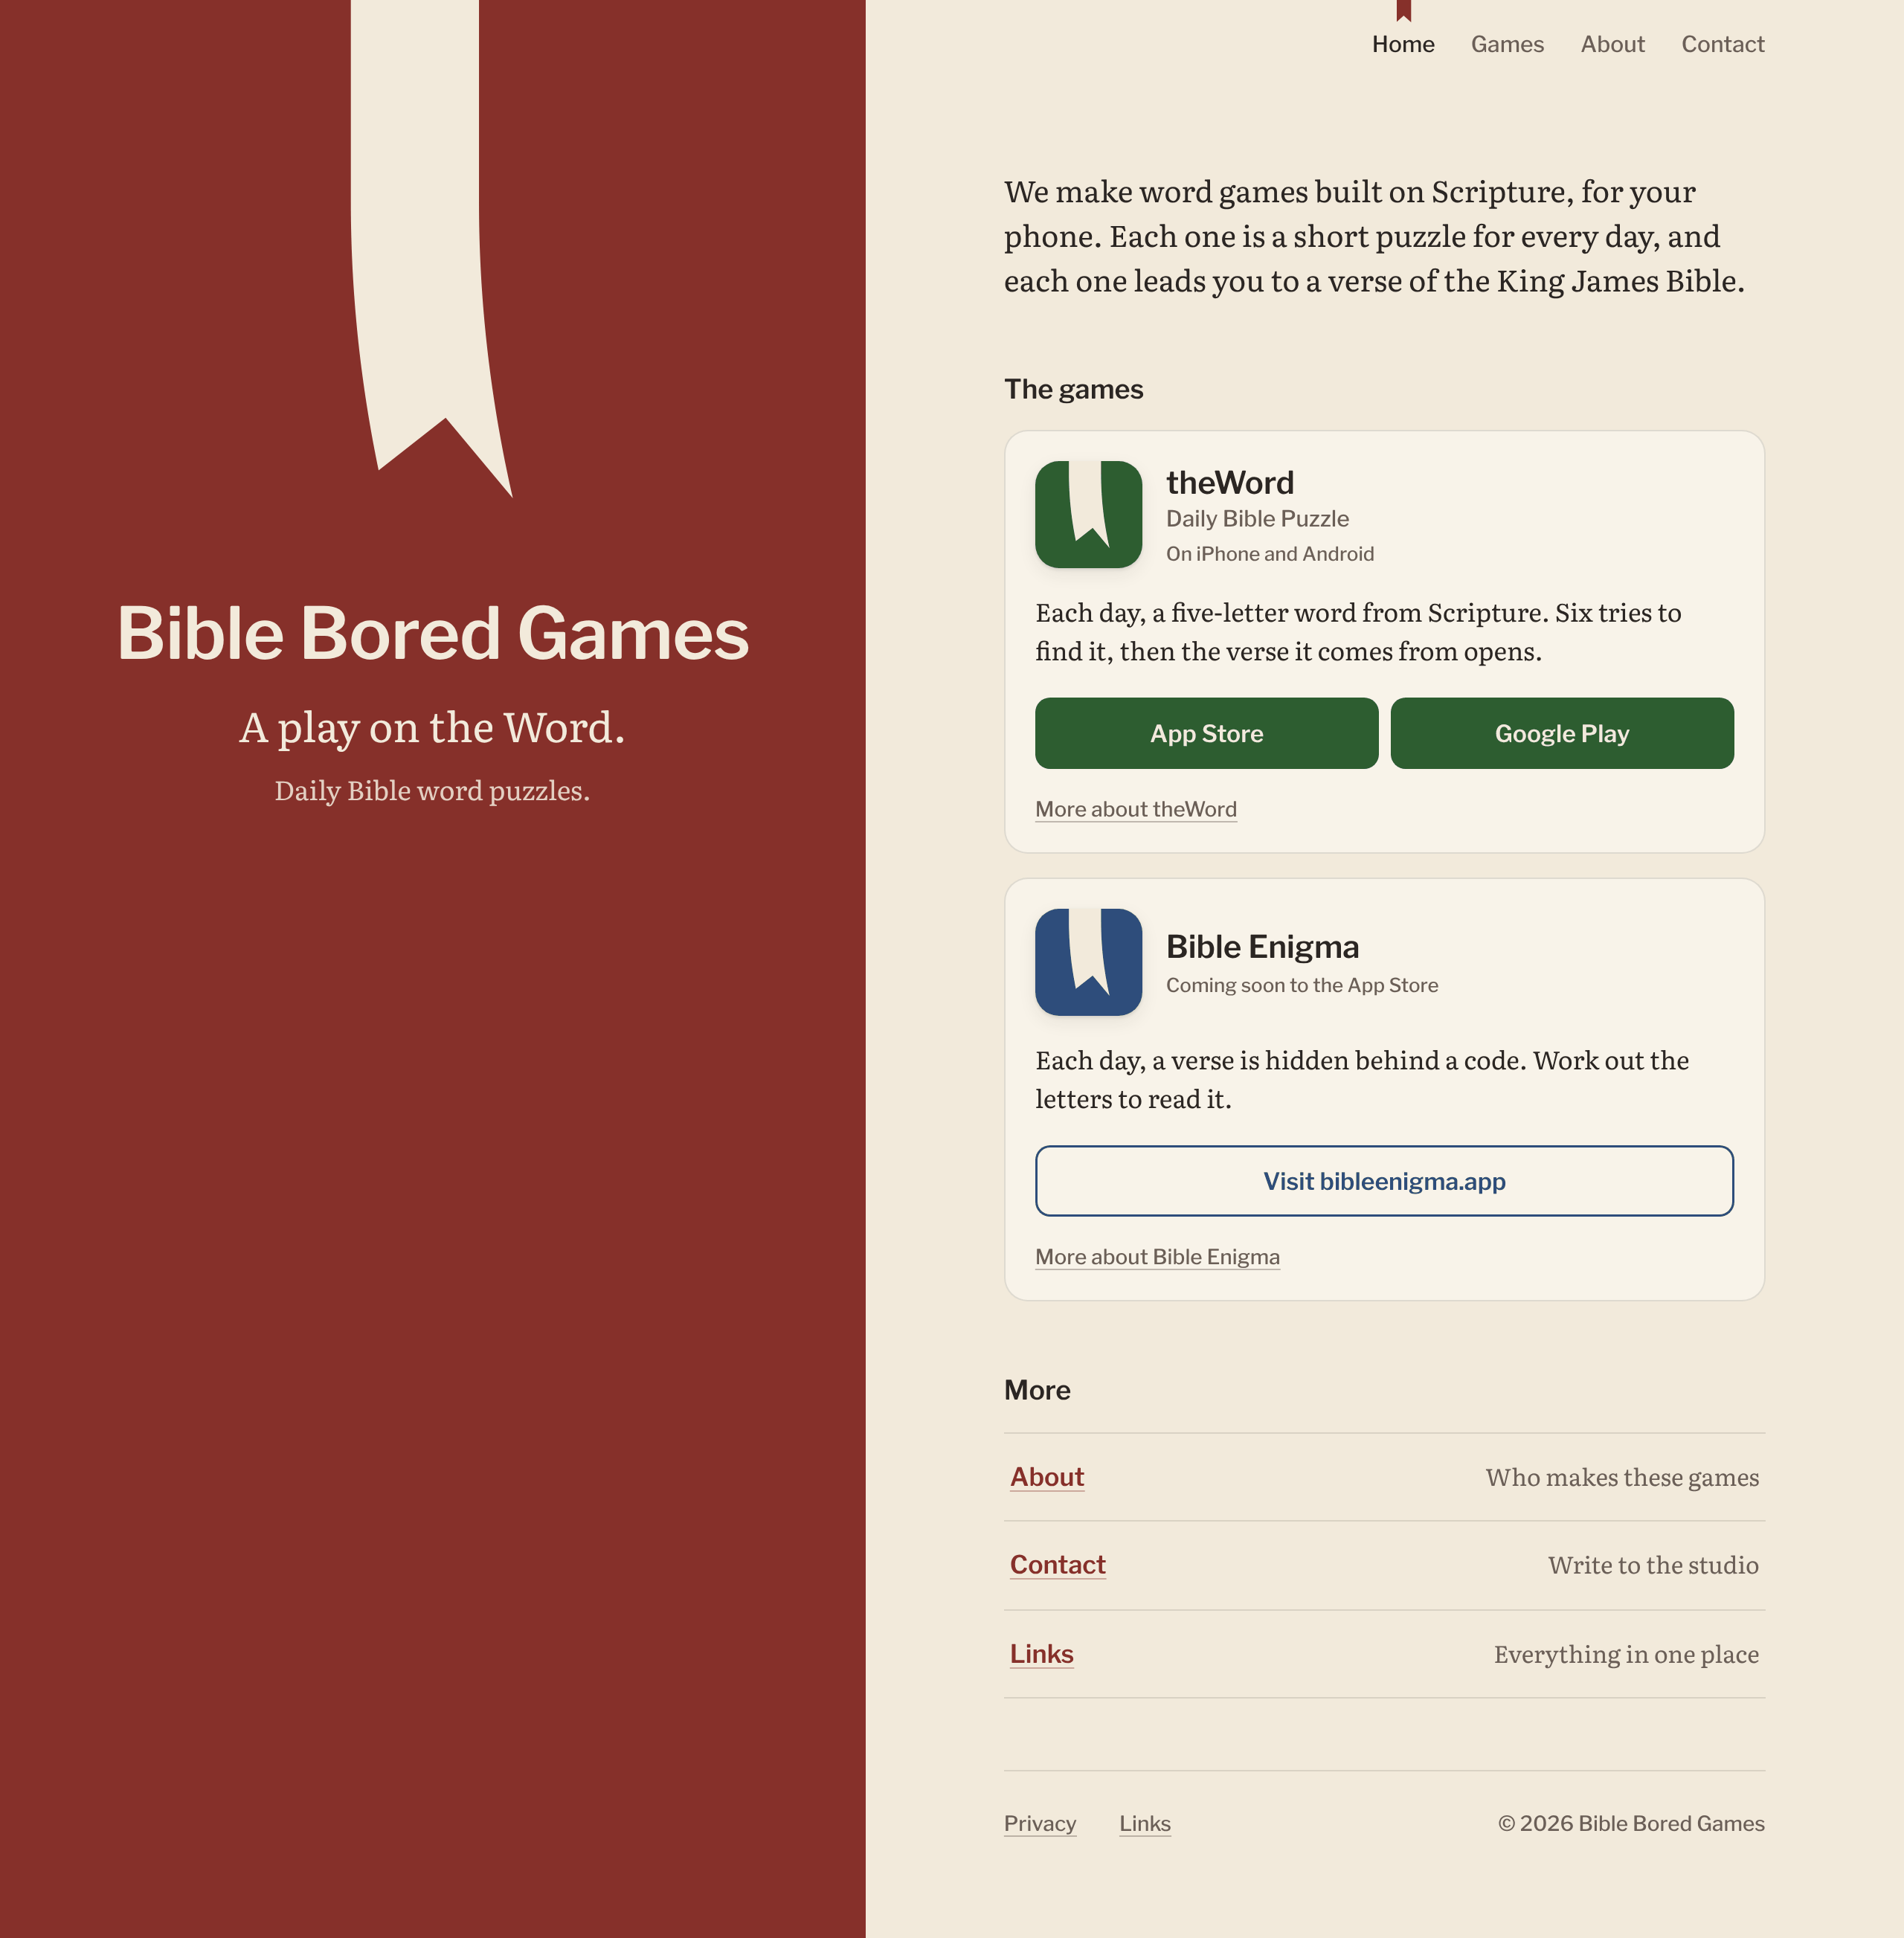 Bible Bored Games
A play on the Word.
Daily Bible word puzzles.
Home Games About Contact
We make word games built on Scripture, for your
phone. Each one is a short puzzle for every day, and
each one leads you to a verse of the King James Bible.
The games
theWord
Daily Bible Puzzle
On iPhone and Android
Each day, a five-letter word from Scripture. Six tries to
find it, then the verse it comes from opens.
App Store Google Play
More about theWord
Bible Enigma
Coming soon to the App Store
Each day, a verse is hidden behind a code. Work out the
letters to read it.
Visit bibleenigma.app
More about Bible Enigma
More
About Who makes these games
Contact Write to the studio
Links Everything in one place
Privacy Links © 2026 Bible Bored Games